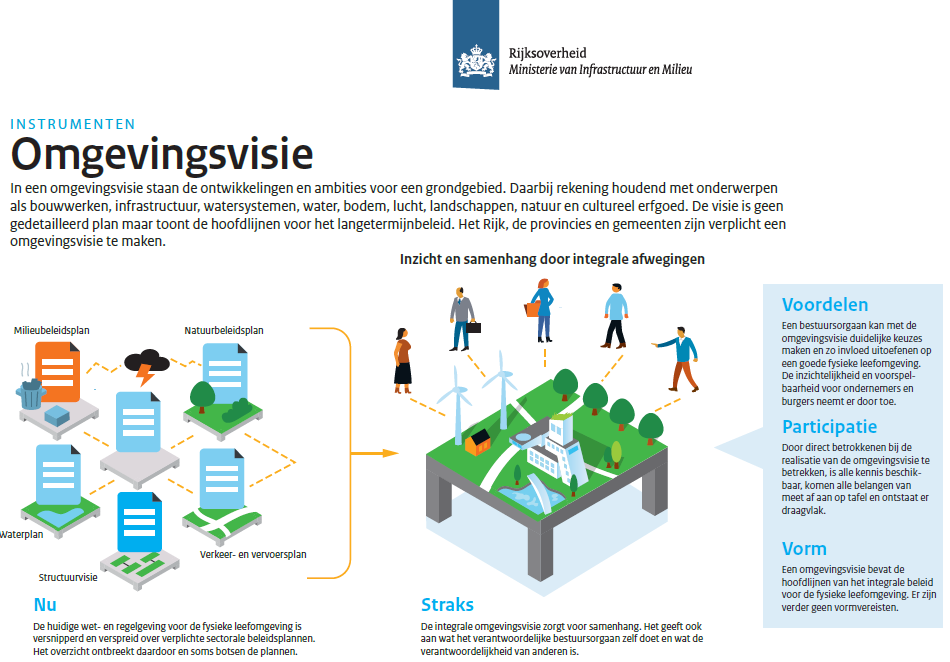 Rijksoverheid
Ministerie van Infrastructuur en Milieu
INSTRUMENTEN
Omgevingsvisie
In een omgevingsvisie staan de ontwikkelingen en ambities voor een grondgebied. Daarbij rekening houdend met onderwerpen
als bouwwerken, infrastructuur, watersystemen, water, bodem, lucht, landschappen, natuur en cultureel erfgoed. De visie is geen
gedetailleerd plan maar toont de hoofdlijnen voor het langetermijnbeleid. Het Rijk, de provincies en gemeenten zijn verplicht een
omgevingsvisie te maken.
Inzicht en samenhang door integrale afwegingen
Milieubeleidsplan
Natuurbeleidsplan
Waterplan
Verkeer- en vervoersplan
Structuurvisie
Nu
De huidige wet- en regelgeving voor de fysieke leefomgeving is
versnipperd en verspreid over verplichte sectorale beleidsplannen.
Het overzicht ontbreekt daardoor en soms botsen de plannen.
Straks
De integrale omgevingsvisie zorgt voor samenhang. Het geeft ook
aan wat het verantwoordelijke bestuursorgaan zelf doet en wat de
verantwoordelijkheid van anderen is.
Voordelen
Een bestuursorgaan kan met de
omgevingsvisie duidelijke keuzes
maken en zo invloed uitoefenen op
een goede fysieke leefomgeving.
De inzichtelijkheid en voorspel-
baarheid voor ondernemers en
burgers neemt er door toe.
Participatie
Door direct betrokkenen bij de
realisatie van de omgevingsvisie te
betrekken, is alle kennis beschik-
baar, komen alle belangen van
meet af aan op tafel en ontstaat er
draagvlak.
Vorm
Een omgevingsvisie bevat de
hoofdlijnen van het integrale beleid
voor de fysieke leefomgeving. Er zijn
verder geen vormvereisten.